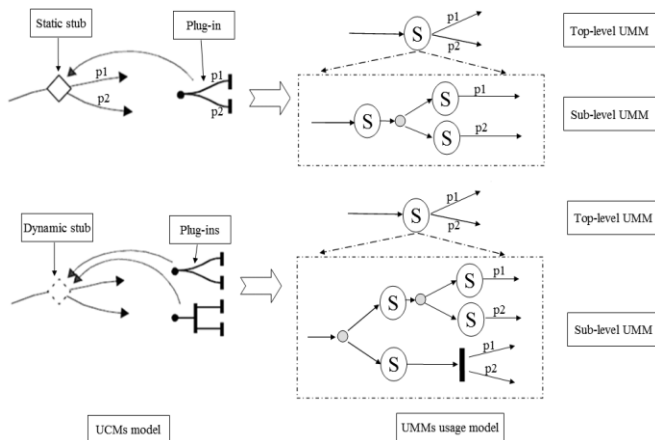 Static stub
Plug-in
p1
p2
p1
p2
S
p1
p2
Top-level UMM
S
S
p1
S
p2
Sub-level UMM
Dynamic stub
Plug-ins
S
p1
p2
Top-level UMM
S
S
p1
S
p2
S
p1
p2
Sub-level UMM
UCMs model
UMMs usage model